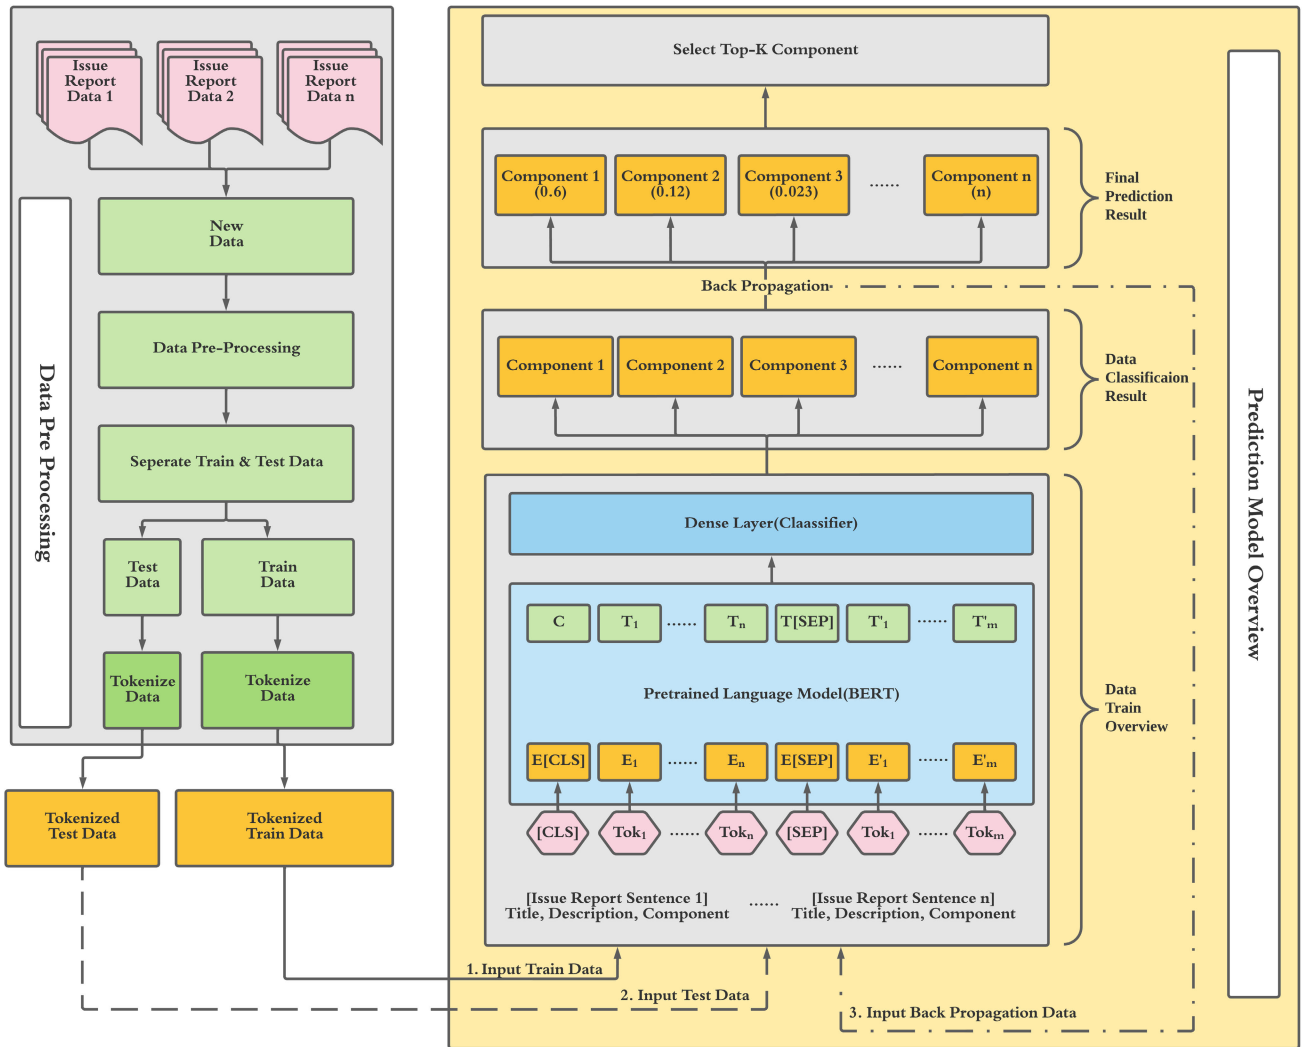 Issue
Report
Data 1
Issue
Report
Data 2
Issue
Report
Data n
Data Pre Processing
New
Data
Data Pre-Processing
Seperate Train & Test Data
Test
Data
Train
Data
Tokenize
Data
Tokenize
Data
Tokenized
Test Data
Tokenized
Train Data
Select Top-K Component
Component 1
(0.6)
Component 2
(0.12)
Component 3
(0.023)
......
Component n
(n)
Final
Prediction
Result
Back Propagation
Component 1
Component 2
Component 3
......
Component n
Data
Classificaion
Result
Dense Layer(Claassifier)
C
T1
......
Tn
T[SEP]
T'1
......
T'm
Pretrained Language Model(BERT)
E[CLS]
E1
......
En
E[SEP]
E'1
......
E'm
[CLS]
Tok1
......
Tokn
[SEP]
Tok1
......
Tokm
[Issue Report Sentence 1]
Title, Description, Component
......
[Issue Report Sentence n]
Title, Description, Component
Data
Train
Overview
1. Input Train Data
2. Input Test Data
3. Input Back Propagation Data
Prediction Model Overview